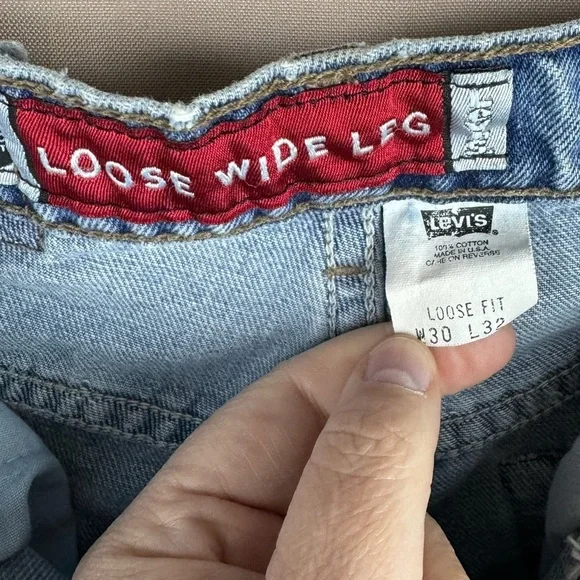 LOOSE WIDE LEG
LEVI'S
100% COTTON
MADE IN U.S.A.
CARE ON REVERSE
LOOSE FIT
W30 L32